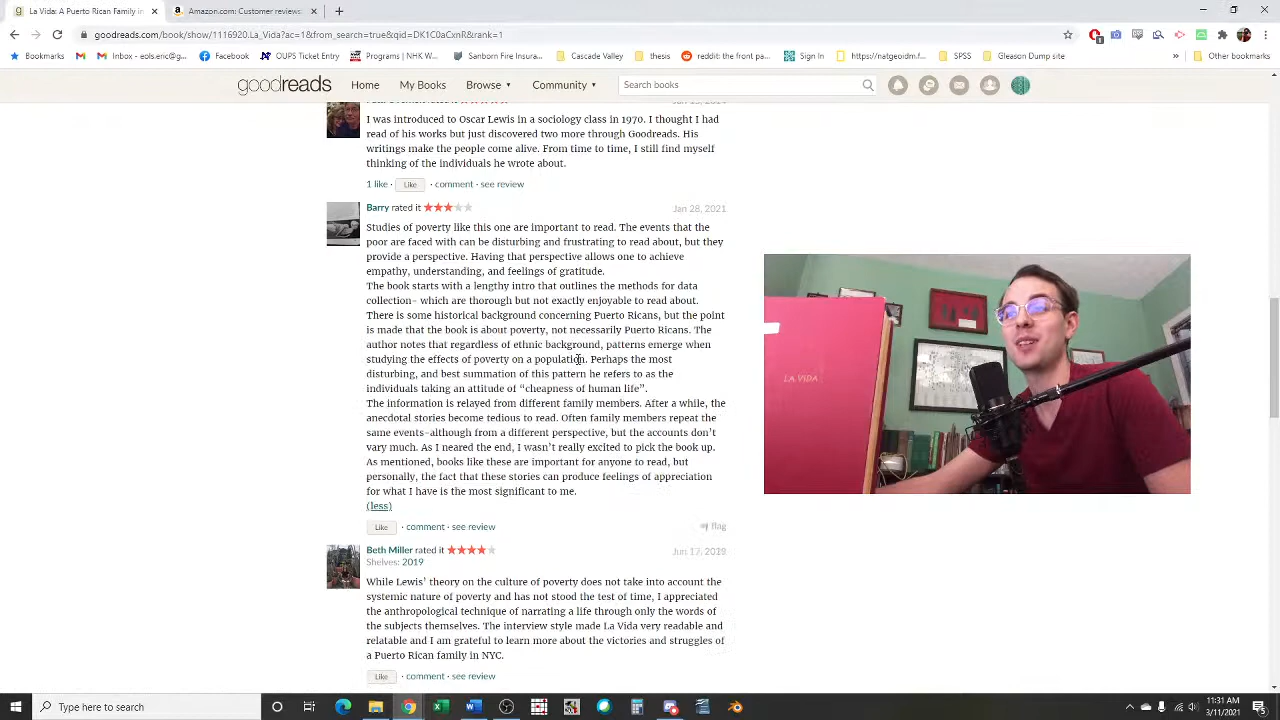 La Vida: A Puerto Rican Family in
Amazon.com: Customer reviews:
goodreads.com/book/show/1116920.La_Vida?ac=1&from_search=true&qid=DK1C0aCxnR&rank=1
Bookmarks
Inbox - edseric@g...
Facebook
OUPS Thirty Two
Programs | NHK W...
Sanborn Fire Insura...
Cascade Valley
thesis
reddit: the front pa...
Sign In
https://natgeoidm.f...
SPSS
Gleason Dump site
»
Other bookmarks
goodreads
Home
My Books
Browse
Community
Search books
I was introduced to Oscar Lewis in a sociology class in 1970. I thought I had
read of his works but just discovered two more through Goodreads. His
writings make the people come alive. From time to time, I still find myself
thinking of the individuals he wrote about.
1 like · Like · comment · see review
Barry rated it
Jan 28, 2021
Studies of poverty like this one are important to read. The events that the
poor are faced with can be disturbing and frustrating to read about, but they
provide a perspective. Having that perspective allows one to achieve
empathy, understanding, and feelings of gratitude.
The book starts with a lengthy intro that outlines the methods for data
collection- which are thorough but not exactly enjoyable to read about.
There is some historical background concerning Puerto Ricans, but the point
is made that the book is about poverty, not necessarily Puerto Ricans. The
author notes that regardless of ethnic background, patterns emerge when
studying the effects of poverty on a population. Perhaps the most
disturbing, and best summation of this pattern he refers to as the
individuals taking an attitude of “cheapness of human life”.
The information is relayed from different family members. After a while, the
anecdotal stories become tedious to read. Often family members repeat the
same events-although from a different perspective, but the accounts don’t
vary much. As I neared the end, I wasn’t really excited to pick the book up.
As mentioned, books like these are important for anyone to read, but
personally, the fact that these stories can produce feelings of appreciation
for what I have is the most significant to me.
(less)
Like · comment · see review
flag
Beth Miller rated it
Jun 17, 2019
Shelves: 2019
While Lewis’ theory on the culture of poverty does not take into account the
systemic nature of poverty and has not stood the test of time, I appreciated
the anthropological technique of narrating a life through only the words of
the subjects themselves. The interview style made La Vida very readable and
relatable and I am grateful to learn more about the victories and struggles of
a Puerto Rican family in NYC.
Like · comment · see review
LA VIDA
Type here to search
11:31 AM
3/11/2021